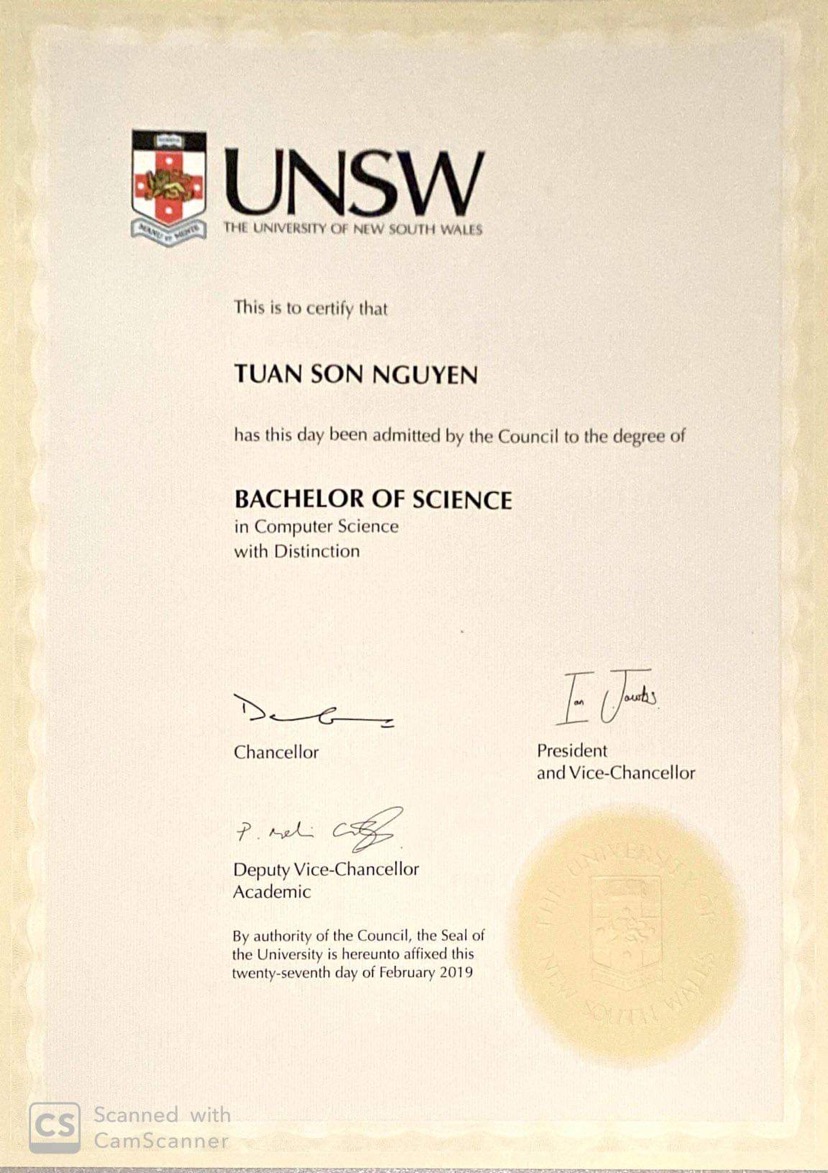 MANU ET MENTE
UNSW
THE UNIVERSITY OF NEW SOUTH WALES
This is to certify that
TUAN SON NGUYEN
has this day been admitted by the Council to the degree of
BACHELOR OF SCIENCE
in Computer Science
with Distinction
Ian Jacobs
Chancellor
President
and Vice-Chancellor
Deputy Vice-Chancellor
Academic
By authority of the Council, the Seal of
the University is hereunto affixed this
twenty-seventh day of February 2019
THE UNIVERSITY OF
NEW SOUTH WALES
CS
Scanned with
CamScanner